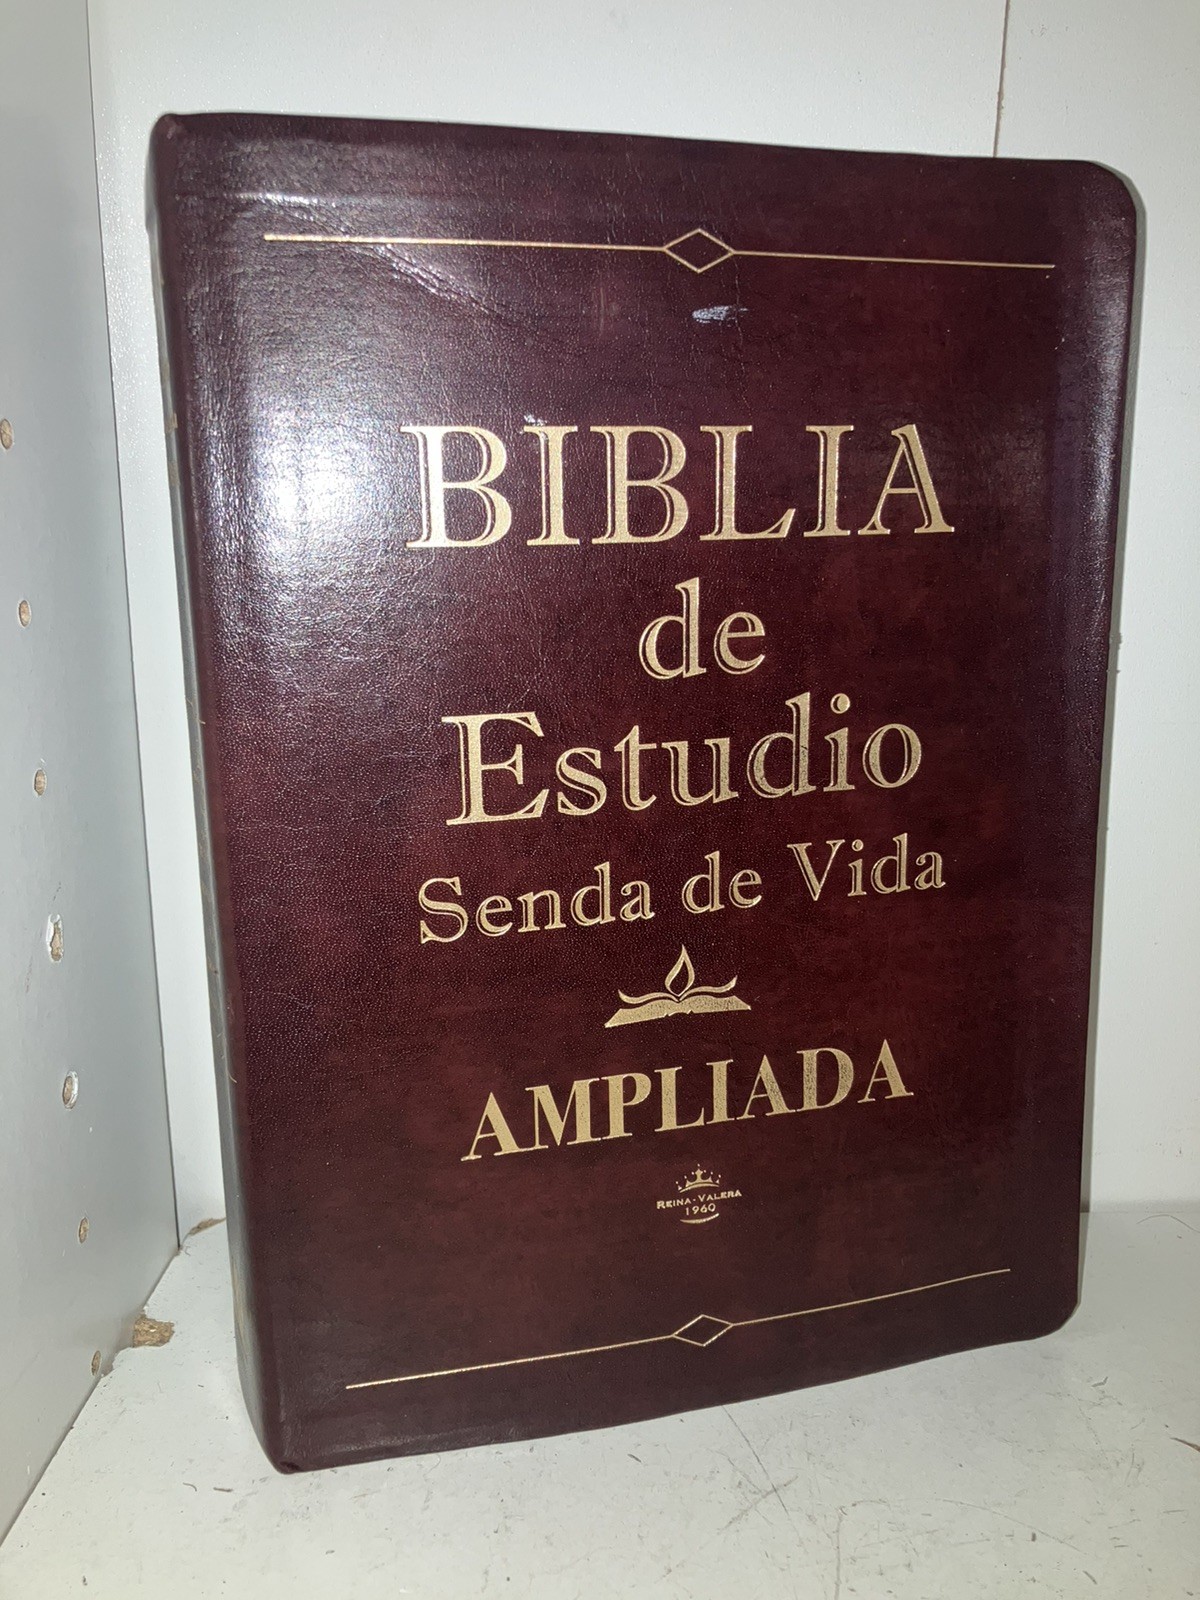 BIBLIA
de
Estudio
Senda de Vida
AMPLIADA
REINA-VALERA
1960